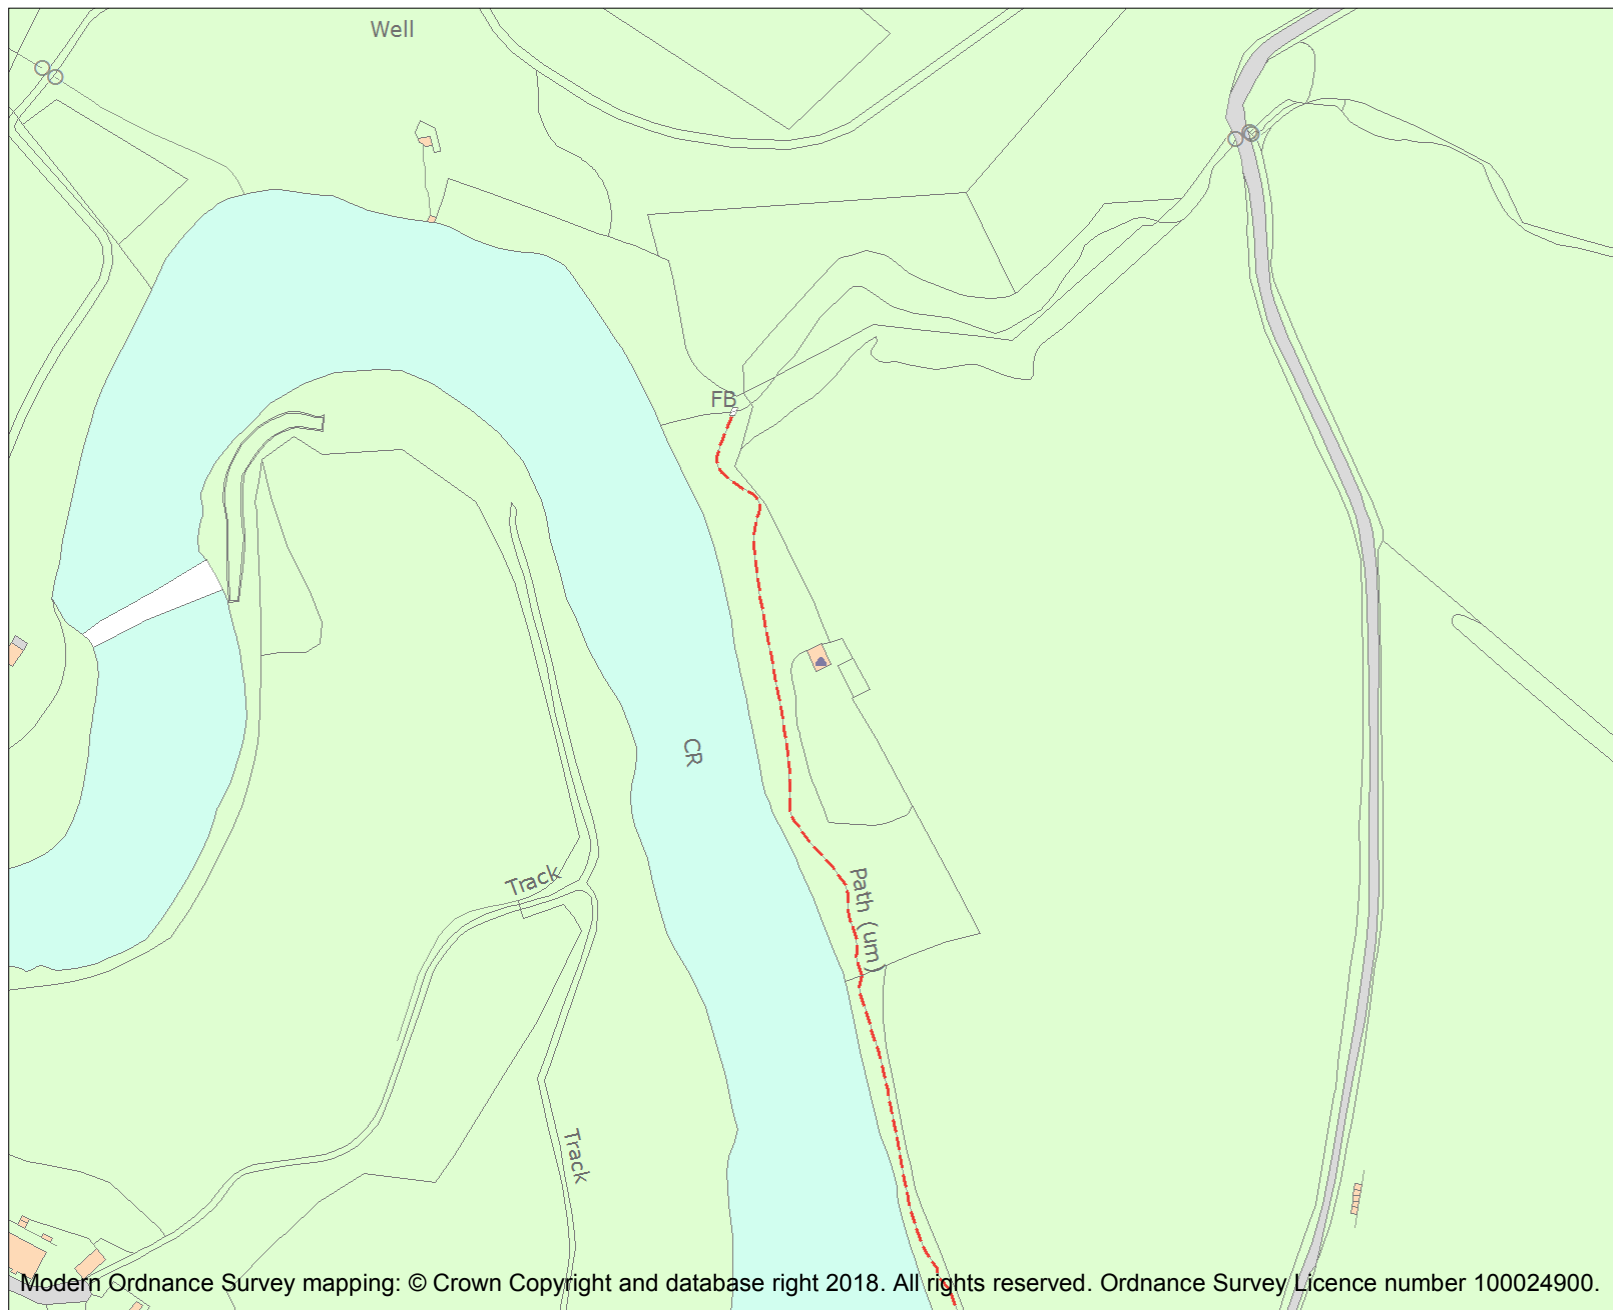 Well
FB
CR
Track
Path (um)
Track
Modern Ordnance Survey mapping: © Crown Copyright and database right 2018. All rights reserved. Ordnance Survey Licence number 100024900.